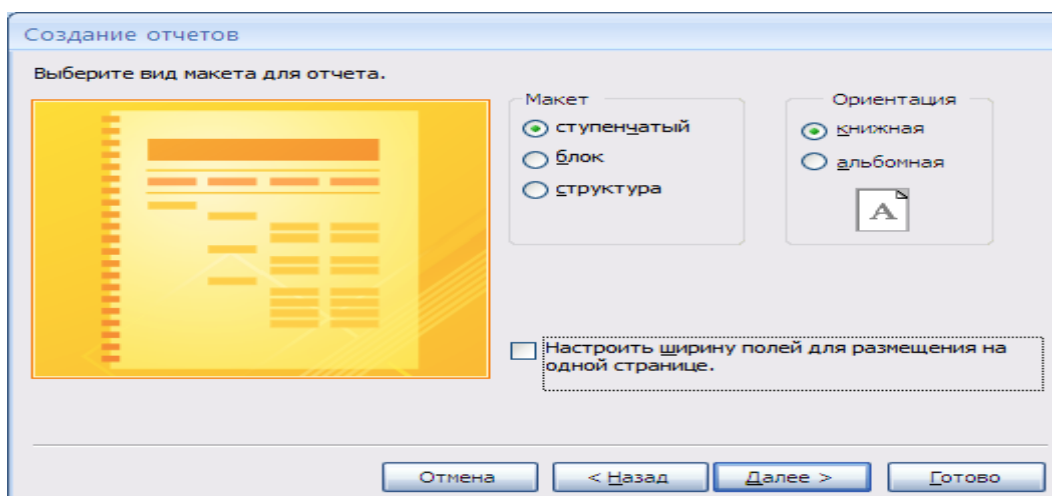 Создание отчетов
Выберите вид макета для отчета.
Макет
ступенчатый
блок
структура
Ориентация
книжная
альбомная
A
Настроить ширину полей для размещения на
одной странице.
Отмена
< Назад
Далее >
Готово